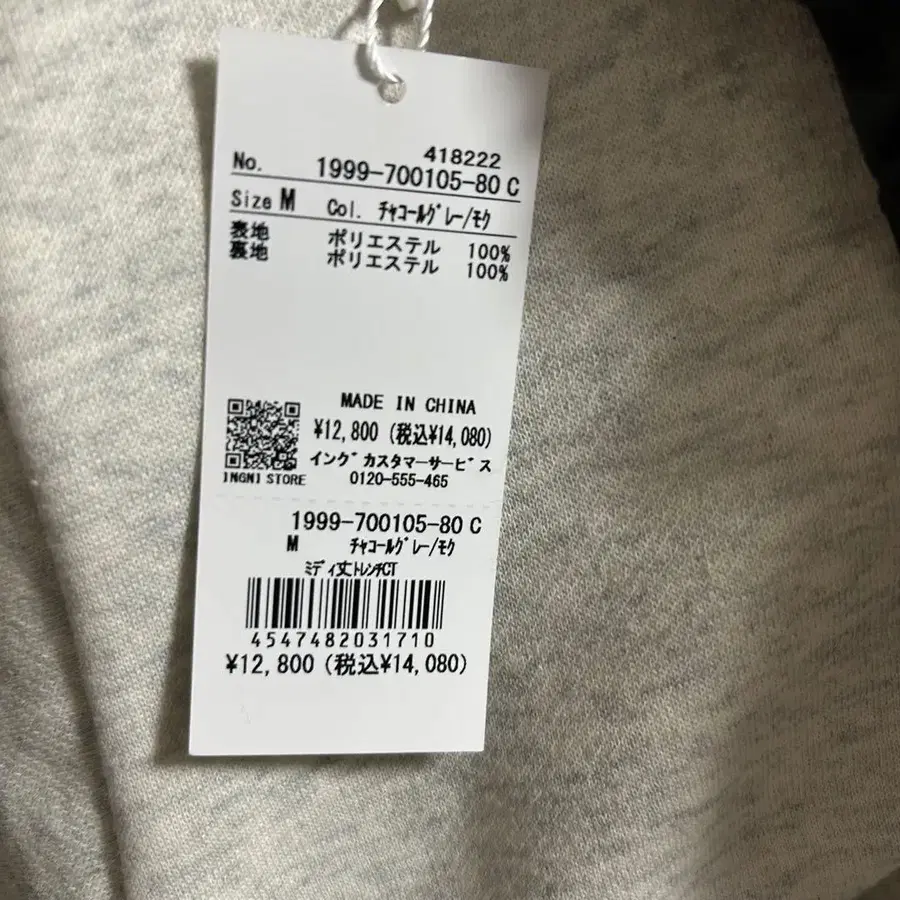 418222
No. 1999-700105-80 C
Size M Col. ﾁｬｺｰﾙｸﾞﾚｰ/ﾓｸ
表地 ポリエステル 100%
裏地 ポリエステル 100%
MADE IN CHINA
¥12,800 (税込¥14,080)
イングﾞカスタマーサービス
0120-555-465
INGNI STORE
1999-700105-80 C
M ﾁｬｺｰﾙｸﾞﾚｰ/ﾓｸ
ﾐﾃﾞｨ丈ﾄﾚﾝﾁCT
4547482031710
¥12,800 (税込¥14,080)